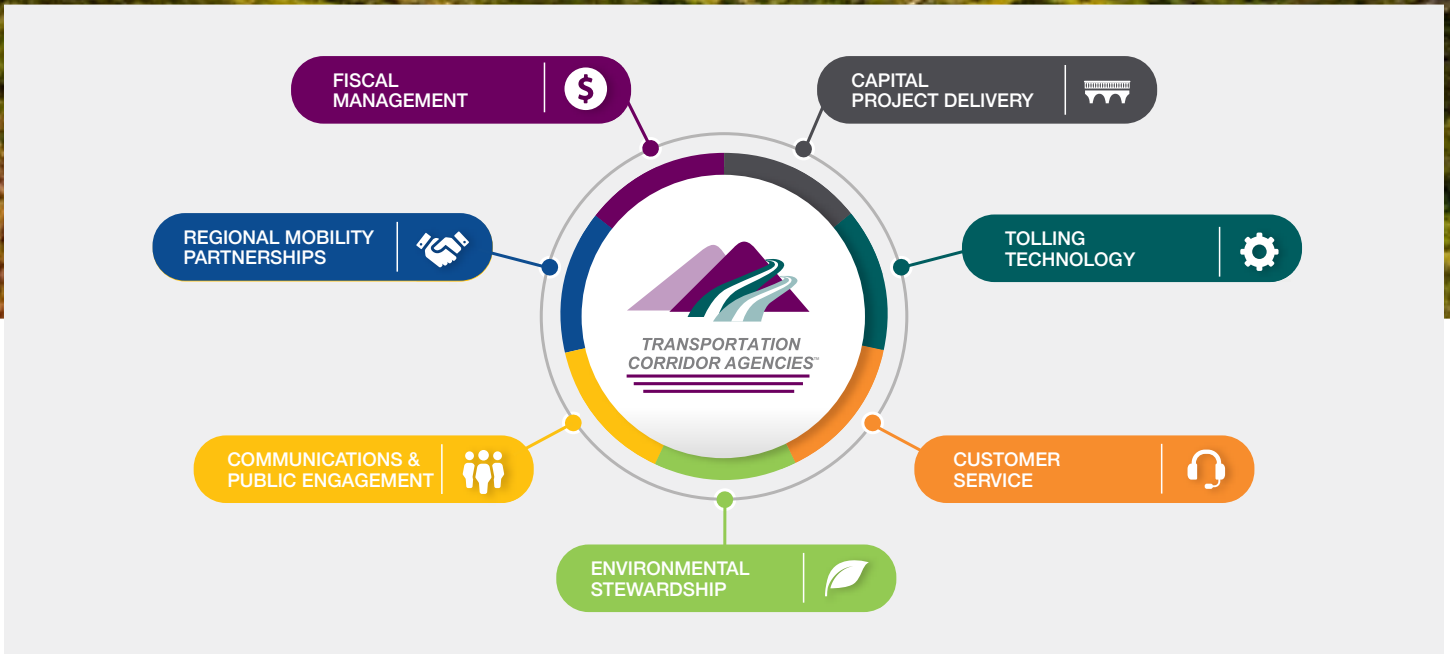 FISCAL
MANAGEMENT
CAPITAL
PROJECT DELIVERY
REGIONAL MOBILITY
PARTNERSHIPS
TOLLING
TECHNOLOGY
TRANSPORTATION
CORRIDOR AGENCIES™
COMMUNICATIONS &
PUBLIC ENGAGEMENT
CUSTOMER
SERVICE
ENVIRONMENTAL
STEWARDSHIP